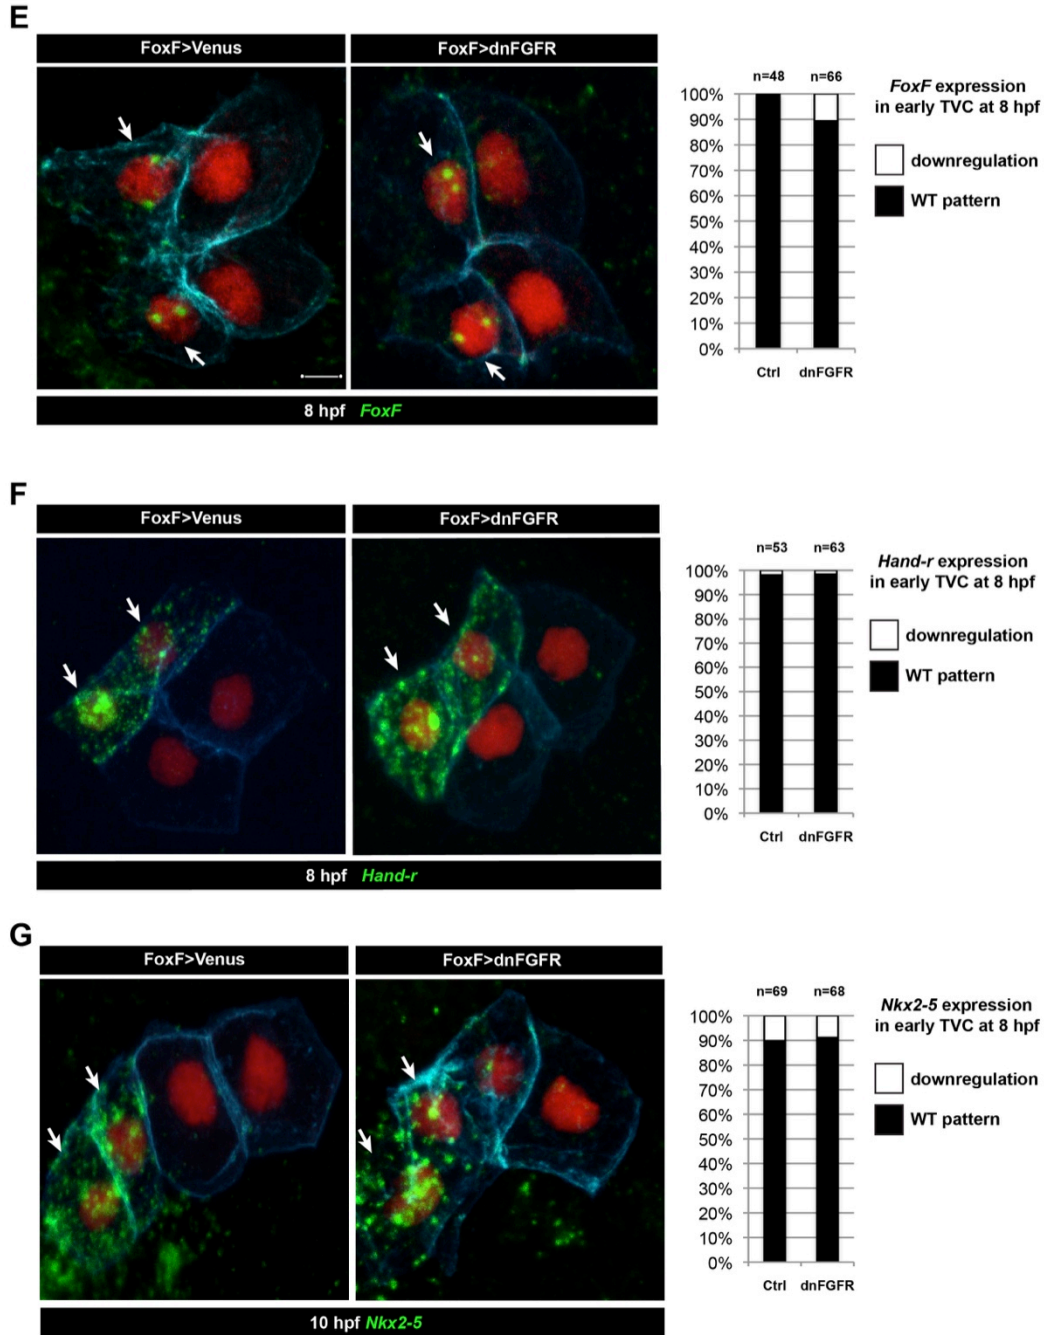 E
FoxF>Venus
FoxF>dnFGFR
8 hpf FoxF
n=48 n=66
100%
90%
80%
70%
60%
50%
40%
30%
20%
10%
0%
Ctrl dnFGFR
FoxF expression
in early TVC at 8 hpf
downregulation
WT pattern
F
FoxF>Venus
FoxF>dnFGFR
8 hpf Hand-r
n=53 n=63
100%
90%
80%
70%
60%
50%
40%
30%
20%
10%
0%
Ctrl dnFGFR
Hand-r expression
in early TVC at 8 hpf
downregulation
WT pattern
G
FoxF>Venus
FoxF>dnFGFR
10 hpf Nkx2-5
n=69 n=68
100%
90%
80%
70%
60%
50%
40%
30%
20%
10%
0%
Ctrl dnFGFR
Nkx2-5 expression
in early TVC at 8 hpf
downregulation
WT pattern